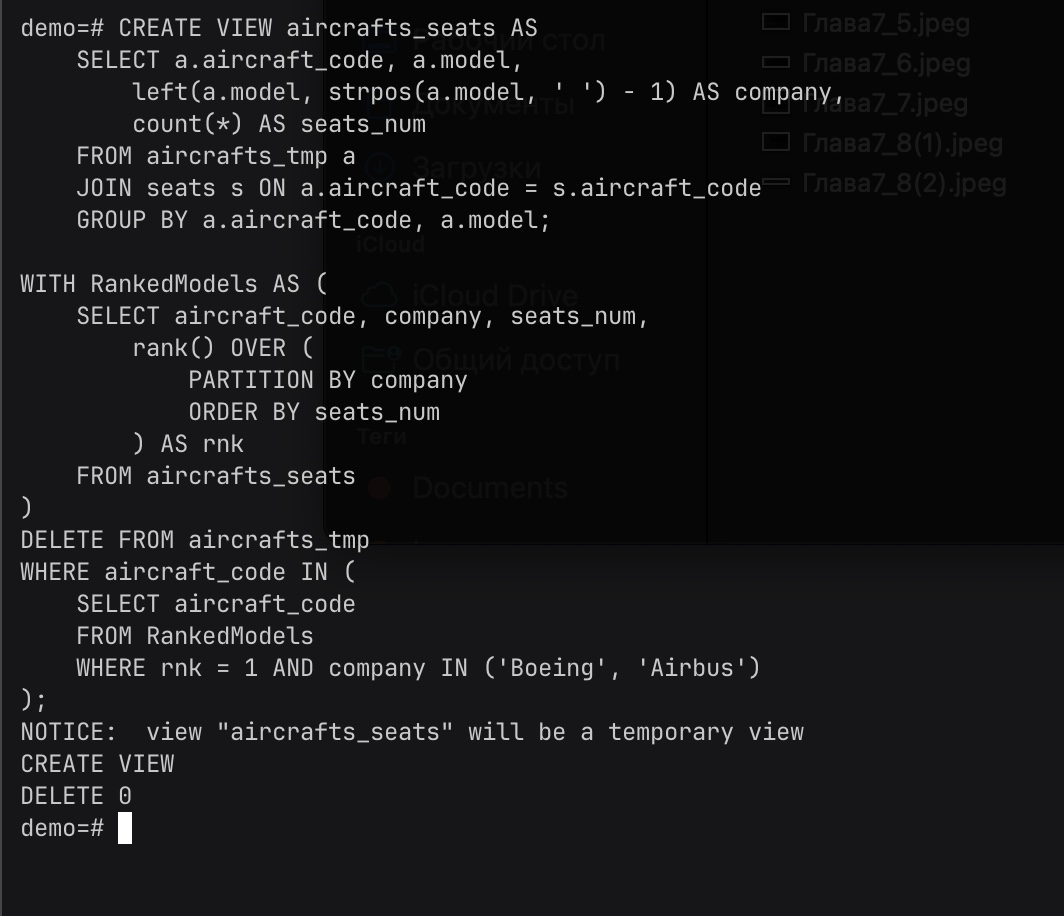 demo=# CREATE VIEW aircrafts_seats AS
    SELECT a.aircraft_code, a.model,
        left(a.model, strpos(a.model, ' ') - 1) AS company,
        count(*) AS seats_num
    FROM aircrafts_tmp a
    JOIN seats s ON a.aircraft_code = s.aircraft_code
    GROUP BY a.aircraft_code, a.model;

WITH RankedModels AS (
    SELECT aircraft_code, company, seats_num,
        rank() OVER (
            PARTITION BY company
            ORDER BY seats_num
        ) AS rnk
    FROM aircrafts_seats
)
DELETE FROM aircrafts_tmp
WHERE aircraft_code IN (
    SELECT aircraft_code
    FROM RankedModels
    WHERE rnk = 1 AND company IN ('Boeing', 'Airbus')
);
NOTICE:  view "aircrafts_seats" will be a temporary view
CREATE VIEW
DELETE 0
demo=#
Рабочий стол
Документы
Загрузки
iCloud
iCloud Drive
Общий доступ
Теги
Documents
Глава7_5.jpeg
Глава7_6.jpeg
Глава7_7.jpeg
Глава7_8(1).jpeg
Глава7_8(2).jpeg